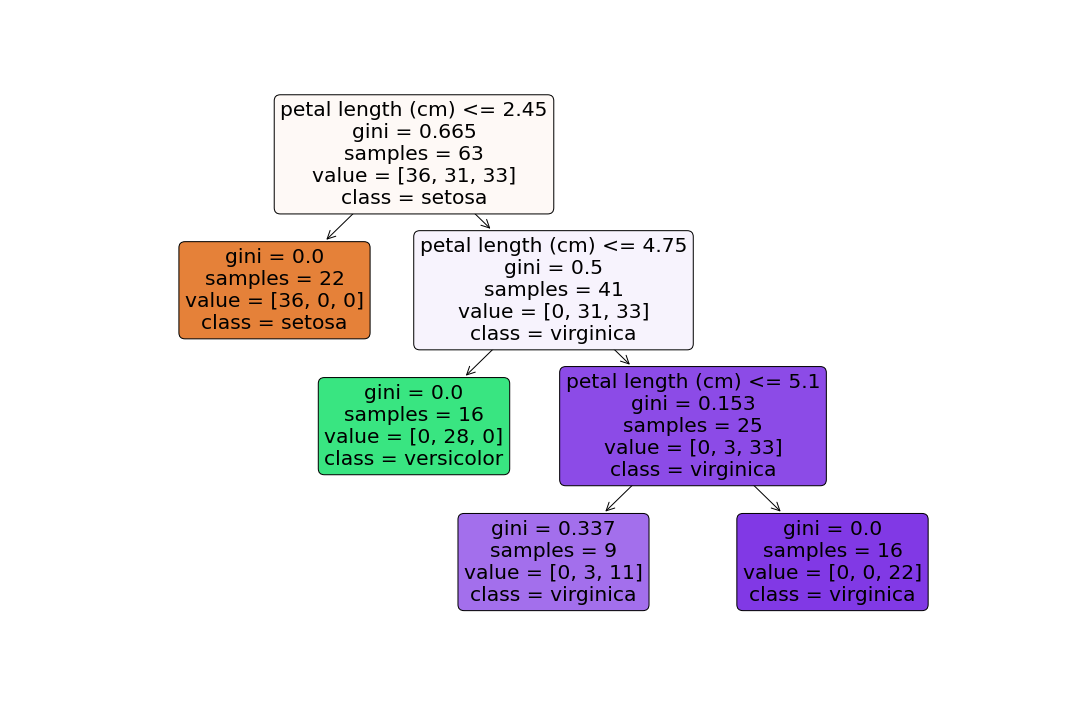 petal length (cm) <= 2.45
gini = 0.665
samples = 63
value = [36, 31, 33]
class = setosa
gini = 0.0
samples = 22
value = [36, 0, 0]
class = setosa
petal length (cm) <= 4.75
gini = 0.5
samples = 41
value = [0, 31, 33]
class = virginica
gini = 0.0
samples = 16
value = [0, 28, 0]
class = versicolor
petal length (cm) <= 5.1
gini = 0.153
samples = 25
value = [0, 3, 33]
class = virginica
gini = 0.337
samples = 9
value = [0, 3, 11]
class = virginica
gini = 0.0
samples = 16
value = [0, 0, 22]
class = virginica